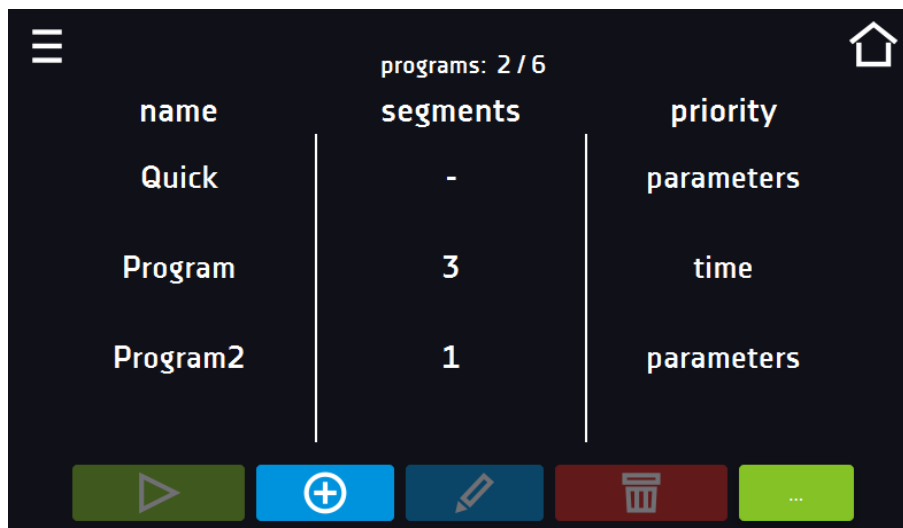 programs: 2 / 6
name segments priority
Quick - parameters
Program 3 time
Program2 1 parameters
...